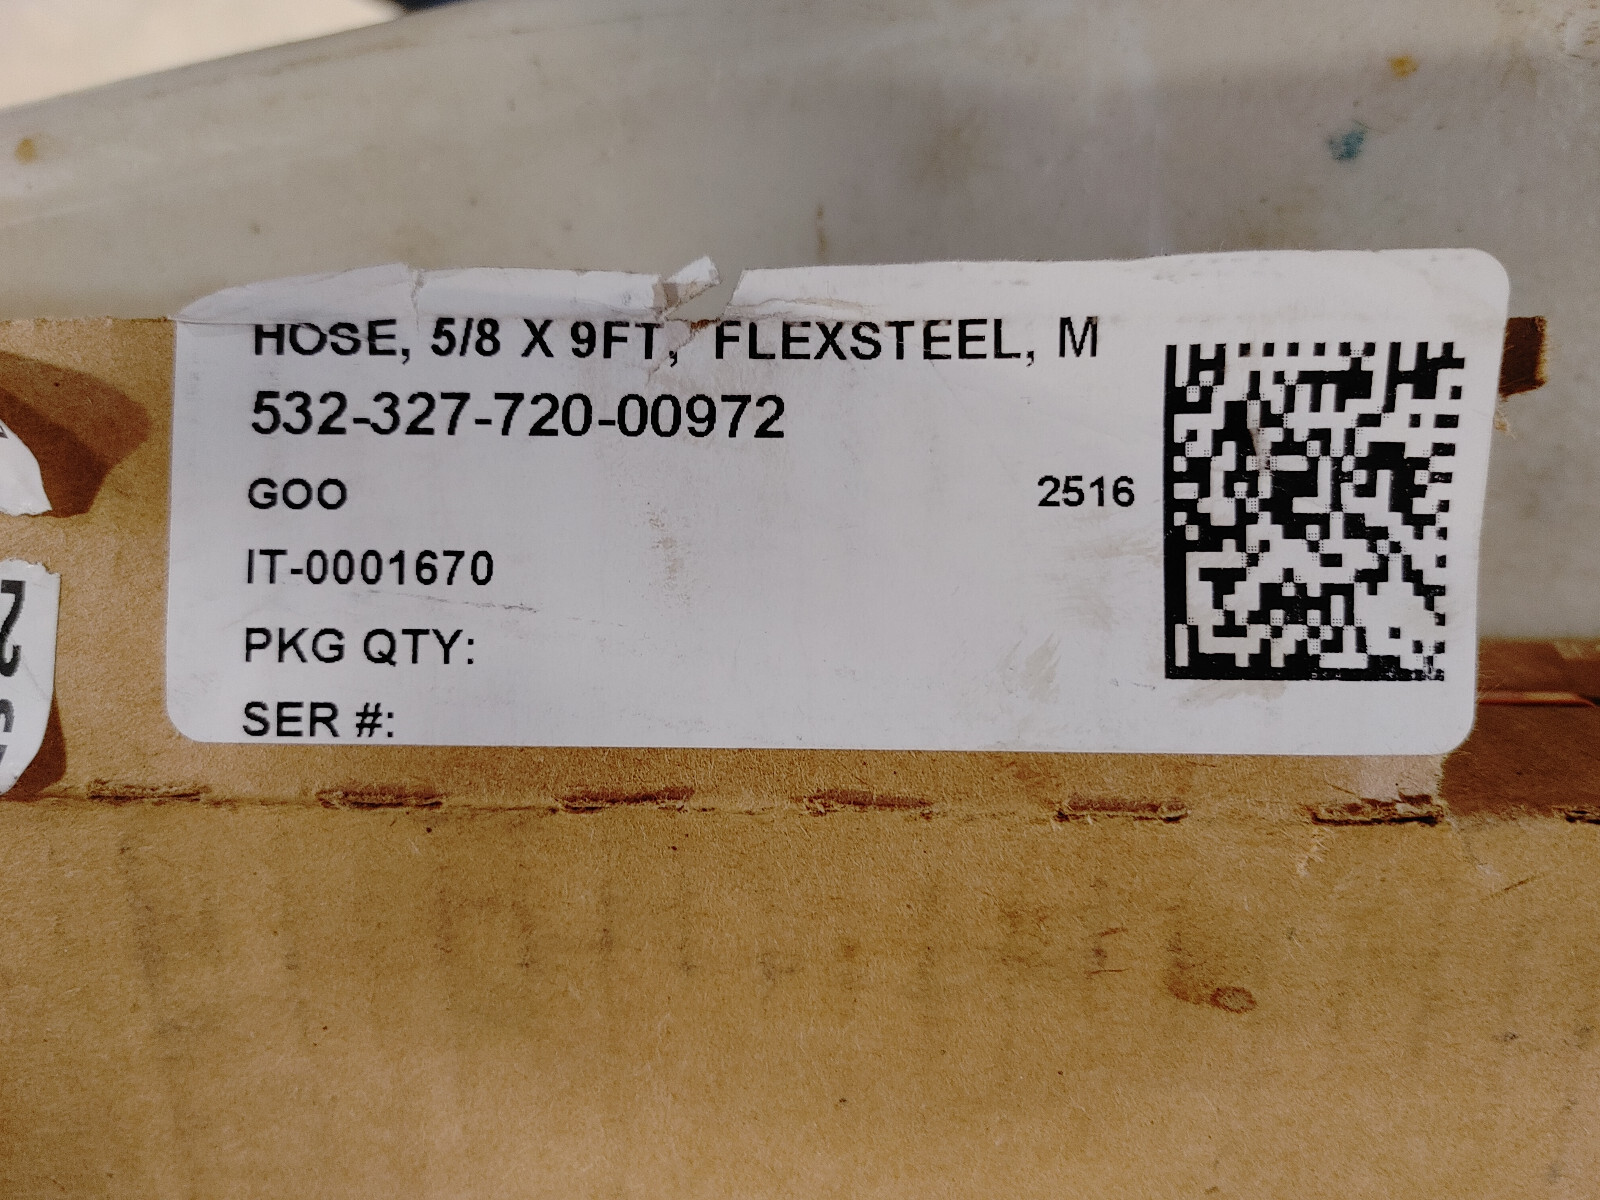 HOSE, 5/8 X 9FT, FLEXSTEEL, M
532-327-720-00972
GOO 2516
IT-0001670
PKG QTY:
SER #: